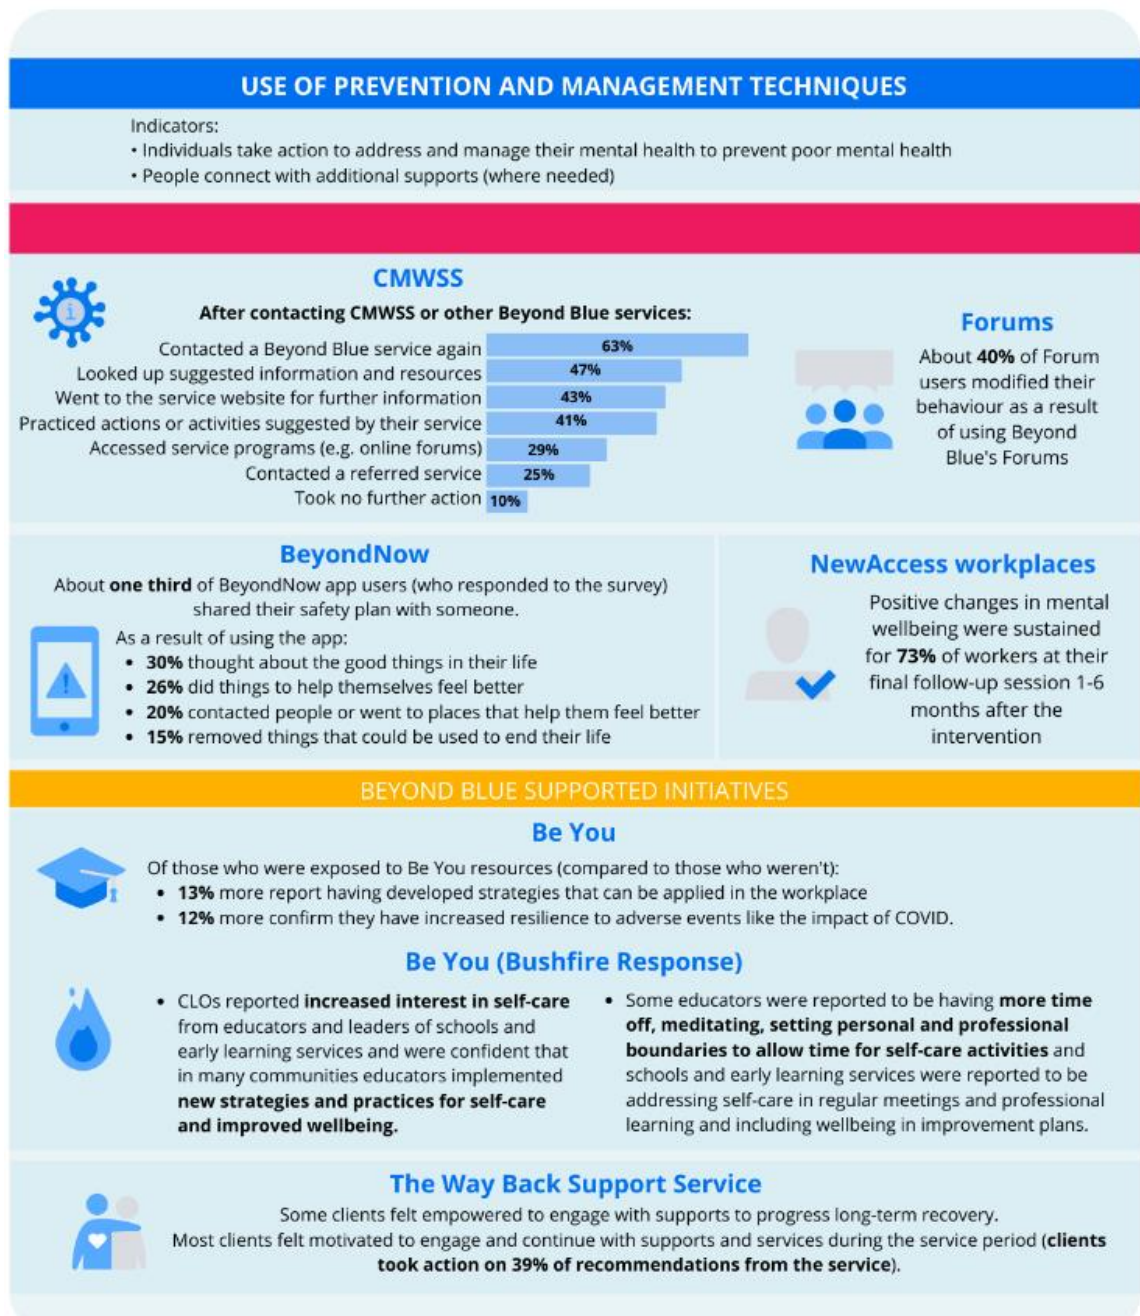 USE OF PREVENTION AND MANAGEMENT TECHNIQUES
Indicators:
• Individuals take action to address and manage their mental health to prevent poor mental health
• People connect with additional supports (where needed)
CMWSS
After contacting CMWSS or other Beyond Blue services:
Contacted a Beyond Blue service again 63%
Looked up suggested information and resources 47%
Went to the service website for further information 43%
Practiced actions or activities suggested by their service 41%
Accessed service programs (e.g. online forums) 29%
Contacted a referred service 25%
Took no further action 10%
Forums
About 40% of Forum
users modified their
behaviour as a result
of using Beyond
Blue's Forums
BeyondNow
About one third of BeyondNow app users (who responded to the survey)
shared their safety plan with someone.
As a result of using the app:
• 30% thought about the good things in their life
• 26% did things to help themselves feel better
• 20% contacted people or went to places that help them feel better
• 15% removed things that could be used to end their life
NewAccess workplaces
Positive changes in mental
wellbeing were sustained
for 73% of workers at their
final follow-up session 1-6
months after the
intervention
BEYOND BLUE SUPPORTED INITIATIVES
Be You
Of those who were exposed to Be You resources (compared to those who weren't):
• 13% more report having developed strategies that can be applied in the workplace
• 12% more confirm they have increased resilience to adverse events like the impact of COVID.
Be You (Bushfire Response)
• CLOs reported increased interest in self-care
from educators and leaders of schools and
early learning services and were confident that
in many communities educators implemented
new strategies and practices for self-care
and improved wellbeing.
• Some educators were reported to be having more time
off, meditating, setting personal and professional
boundaries to allow time for self-care activities and
schools and early learning services were reported to be
addressing self-care in regular meetings and professional
learning and including wellbeing in improvement plans.
The Way Back Support Service
Some clients felt empowered to engage with supports to progress long-term recovery.
Most clients felt motivated to engage and continue with supports and services during the service period (clients
took action on 39% of recommendations from the service).